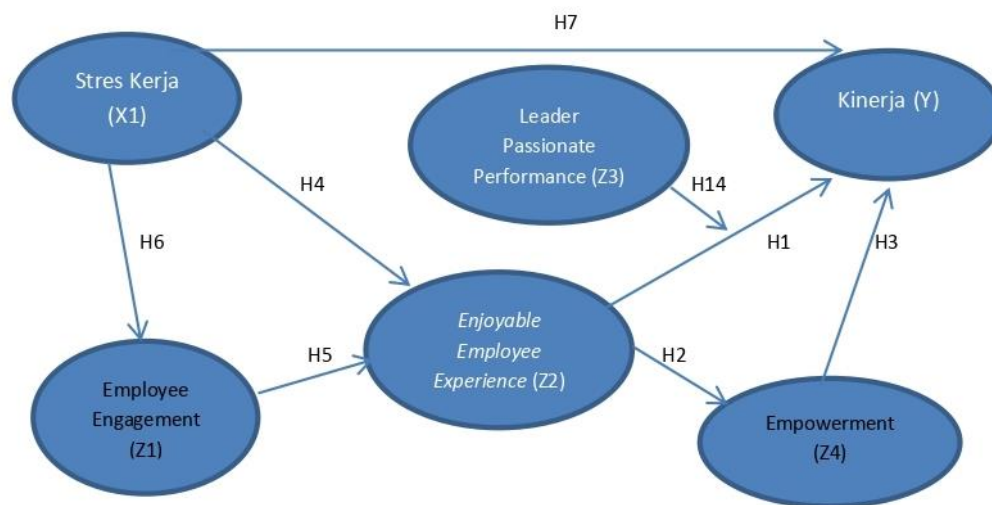 H7
Stres Kerja
(X1)
Kinerja (Y)
Leader
Passionate
Performance (Z3)
H4
H14
H6
H1
H3
Enjoyable
Employee
Experience (Z2)
H5
H2
Employee
Engagement
(Z1)
Empowerment
(Z4)